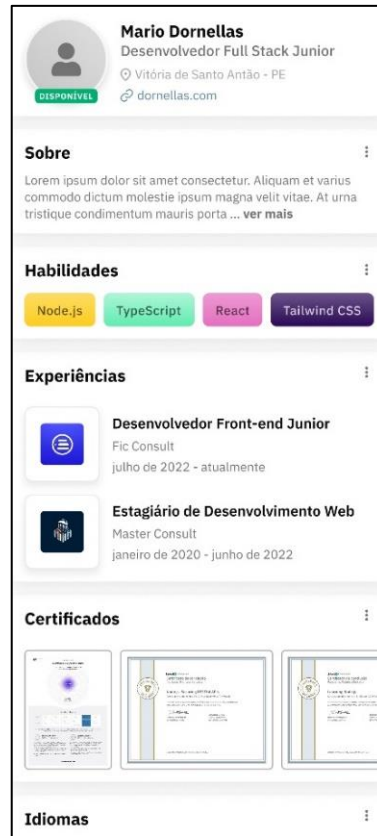 Mario Dornellas
Desenvolvedor Full Stack Junior
Vitória de Santo Antão - PE
DISPONÍVEL
dornellas.com
Sobre
Lorem ipsum dolor sit amet consectetur. Aliquam et varius
commodo dictum molestie ipsum magna velit vitae. At urna
tristique condimentum mauris porta ... ver mais
Habilidades
Node.js
TypeScript
React
Tailwind CSS
Experiências
Desenvolvedor Front-end Junior
Fic Consult
julho de 2022 - atualmente
Estagiário de Desenvolvimento Web
Master Consult
janeiro de 2020 - junho de 2022
Certificados
Idiomas